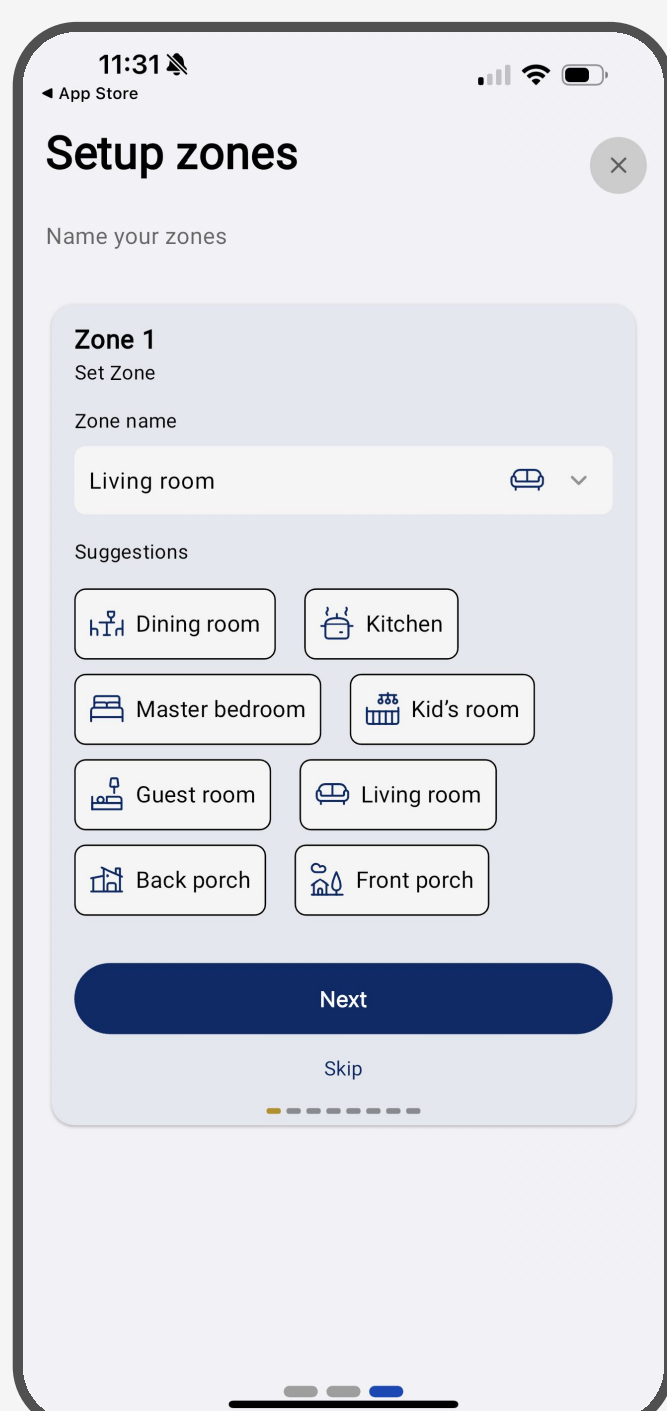 11:31
App Store
Setup zones
Name your zones
Zone 1
Set Zone
Zone name
Living room
Suggestions
Dining room
Kitchen
Master bedroom
Kid’s room
Guest room
Living room
Back porch
Front porch
Next
Skip